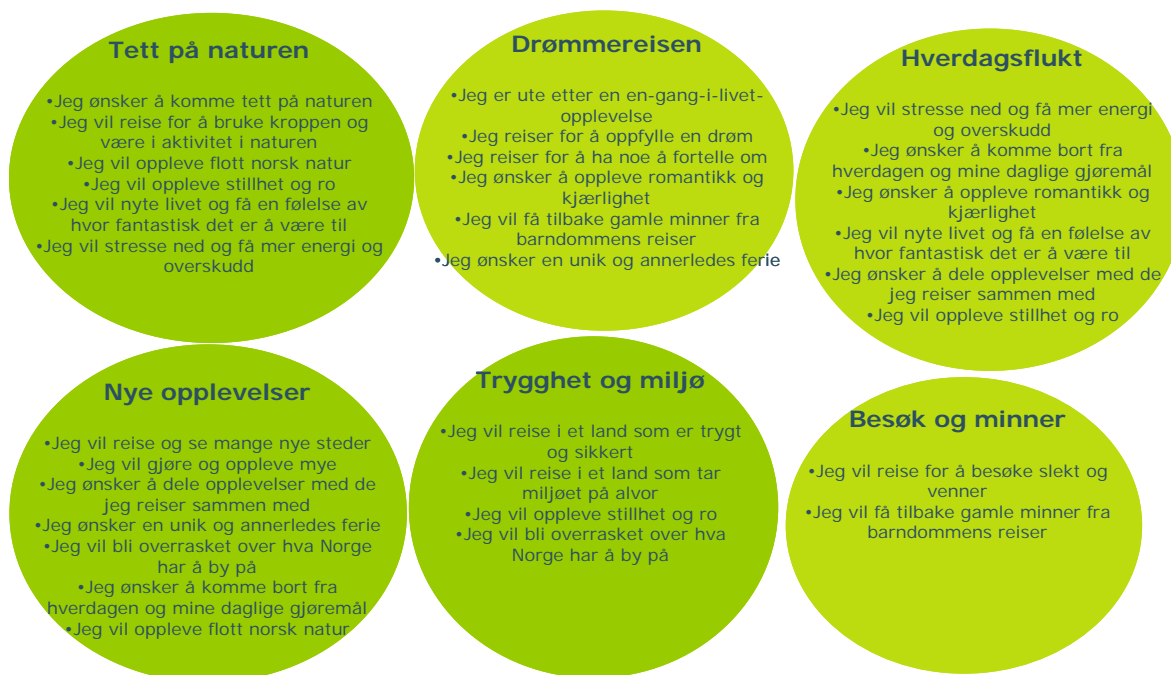 Tett på naturen
•Jeg ønsker å komme tett på naturen
•Jeg vil reise for å bruke kroppen og
være i aktivitet i naturen
•Jeg vil oppleve flott norsk natur
•Jeg vil oppleve stillhet og ro
•Jeg vil nyte livet og få en følelse av
hvor fantastisk det er å være til
•Jeg vil stresse ned og få mer energi og
overskudd
Drømmereisen
•Jeg er ute etter en en-gang-i-livet-
opplevelse
•Jeg reiser for å oppfylle en drøm
•Jeg reiser for å ha noe å fortelle om
•Jeg ønsker å oppleve romantikk og
kjærlighet
•Jeg vil få tilbake gamle minner fra
barndommens reiser
•Jeg ønsker en unik og annerledes ferie
Hverdagsflukt
•Jeg vil stresse ned og få mer energi
og overskudd
•Jeg ønsker å komme bort fra
hverdagen og mine daglige gjøremål
•Jeg ønsker å oppleve romantikk og
kjærlighet
•Jeg vil nyte livet og få en følelse av
hvor fantastisk det er å være til
•Jeg ønsker å dele opplevelser med de
jeg reiser sammen med
•Jeg vil oppleve stillhet og ro
Nye opplevelser
•Jeg vil reise og se mange nye steder
•Jeg vil gjøre og oppleve mye
•Jeg ønsker å dele opplevelser med de
jeg reiser sammen med
•Jeg ønsker en unik og annerledes ferie
•Jeg vil bli overrasket over hva Norge
har å by på
•Jeg ønsker å komme bort fra
hverdagen og mine daglige gjøremål
•Jeg vil oppleve flott norsk natur
Trygghet og miljø
•Jeg vil reise i et land som er trygt
og sikkert
•Jeg vil reise i et land som tar
miljøet på alvor
•Jeg vil oppleve stillhet og ro
•Jeg vil bli overrasket over hva
Norge har å by på
Besøk og minner
•Jeg vil reise for å besøke slekt og
venner
•Jeg vil få tilbake gamle minner fra
barndommens reiser